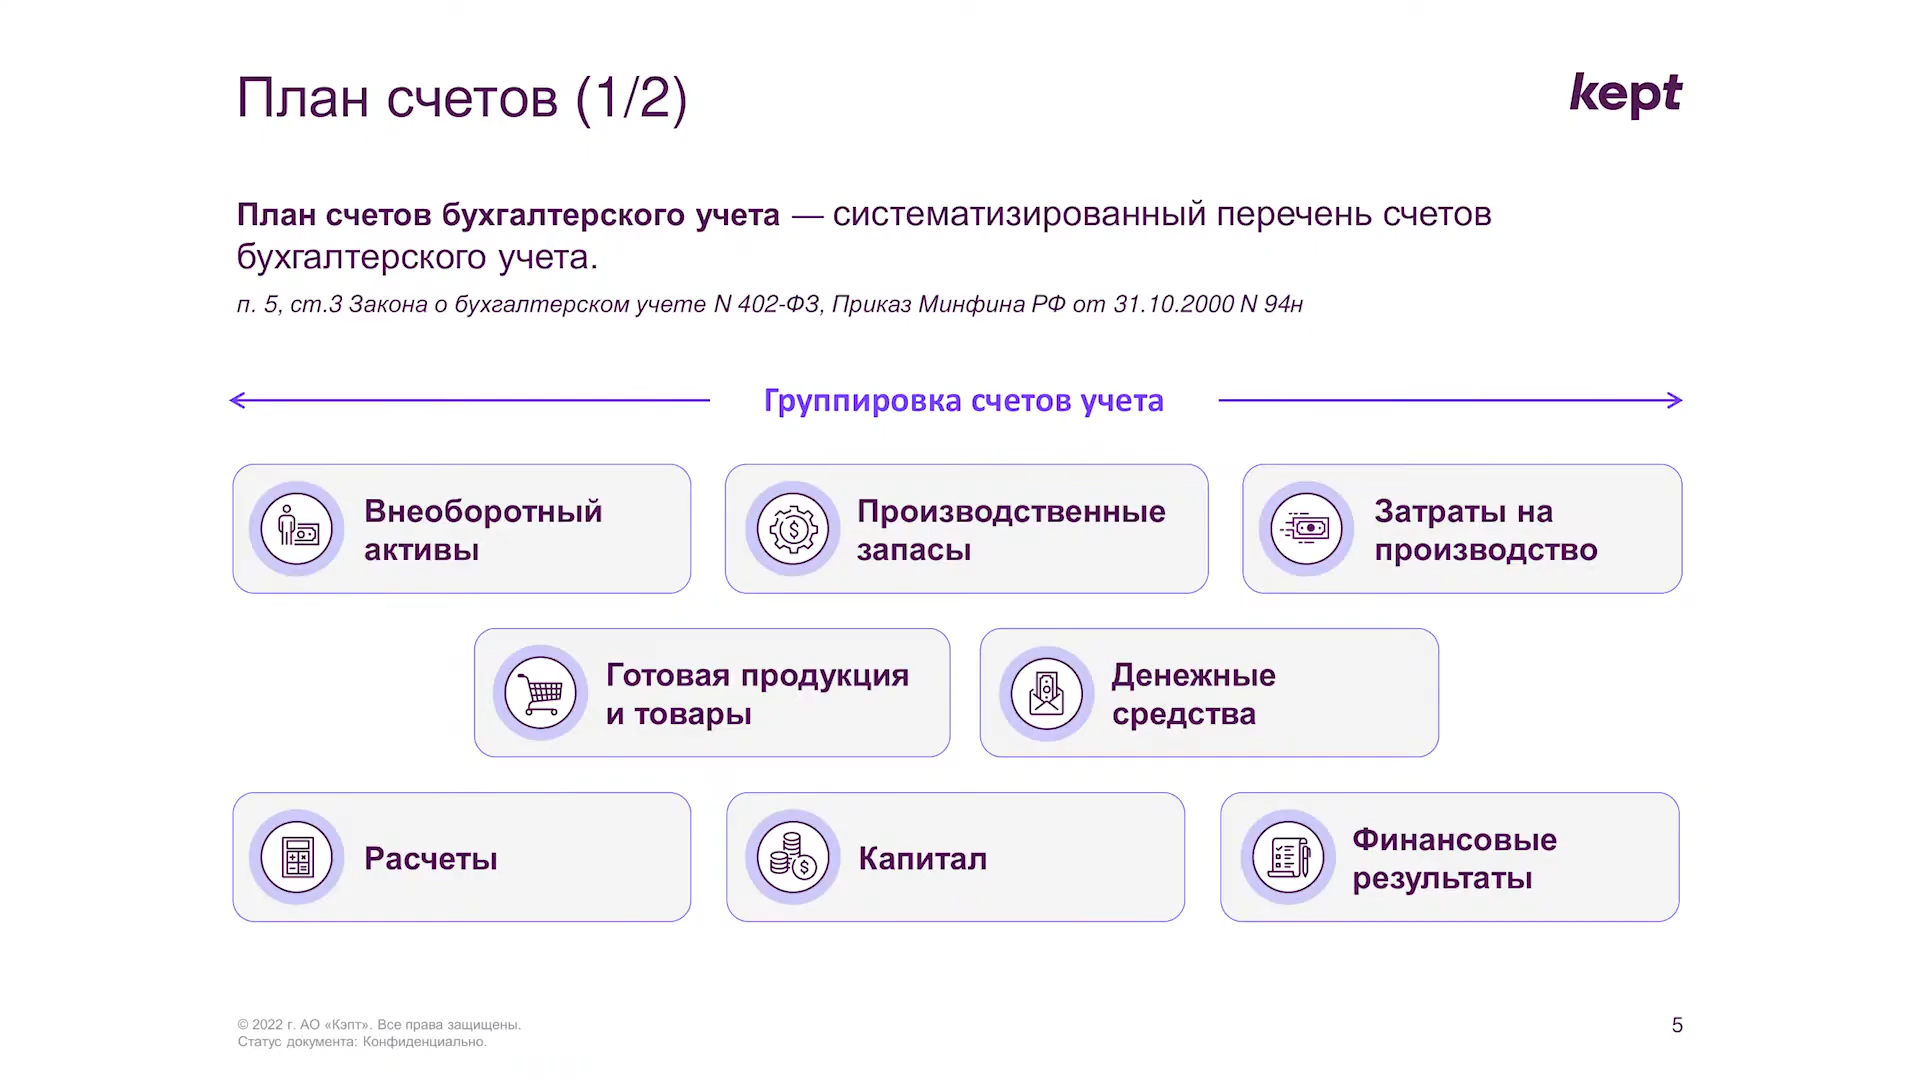 План счетов (1/2)
kept
План счетов бухгалтерского учета — систематизированный перечень счетов
бухгалтерского учета.
п. 5, ст.3 Закона о бухгалтерском учете N 402-ФЗ, Приказ Минфина РФ от 31.10.2000 N 94н
Группировка счетов учета
Внеоборотный
активы
Производственные
запасы
Затраты на
производство
Готовая продукция
и товары
Денежные
средства
Расчеты
Капитал
Финансовые
результаты
© 2022 г. АО «Кэпт». Все права защищены.
Статус документа: Конфиденциально.
5